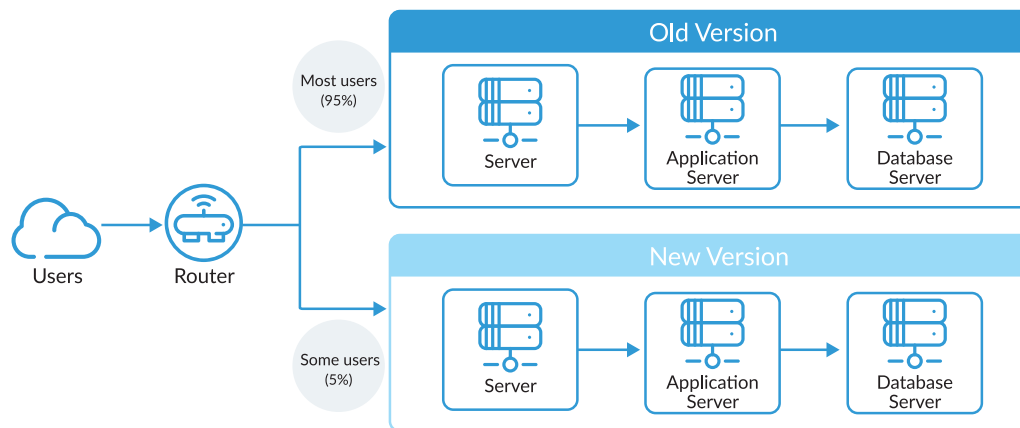 Old Version
Most users
(95%)
Server
Application
Server
Database
Server
Users
Router
New Version
Some users
(5%)
Server
Application
Server
Database
Server